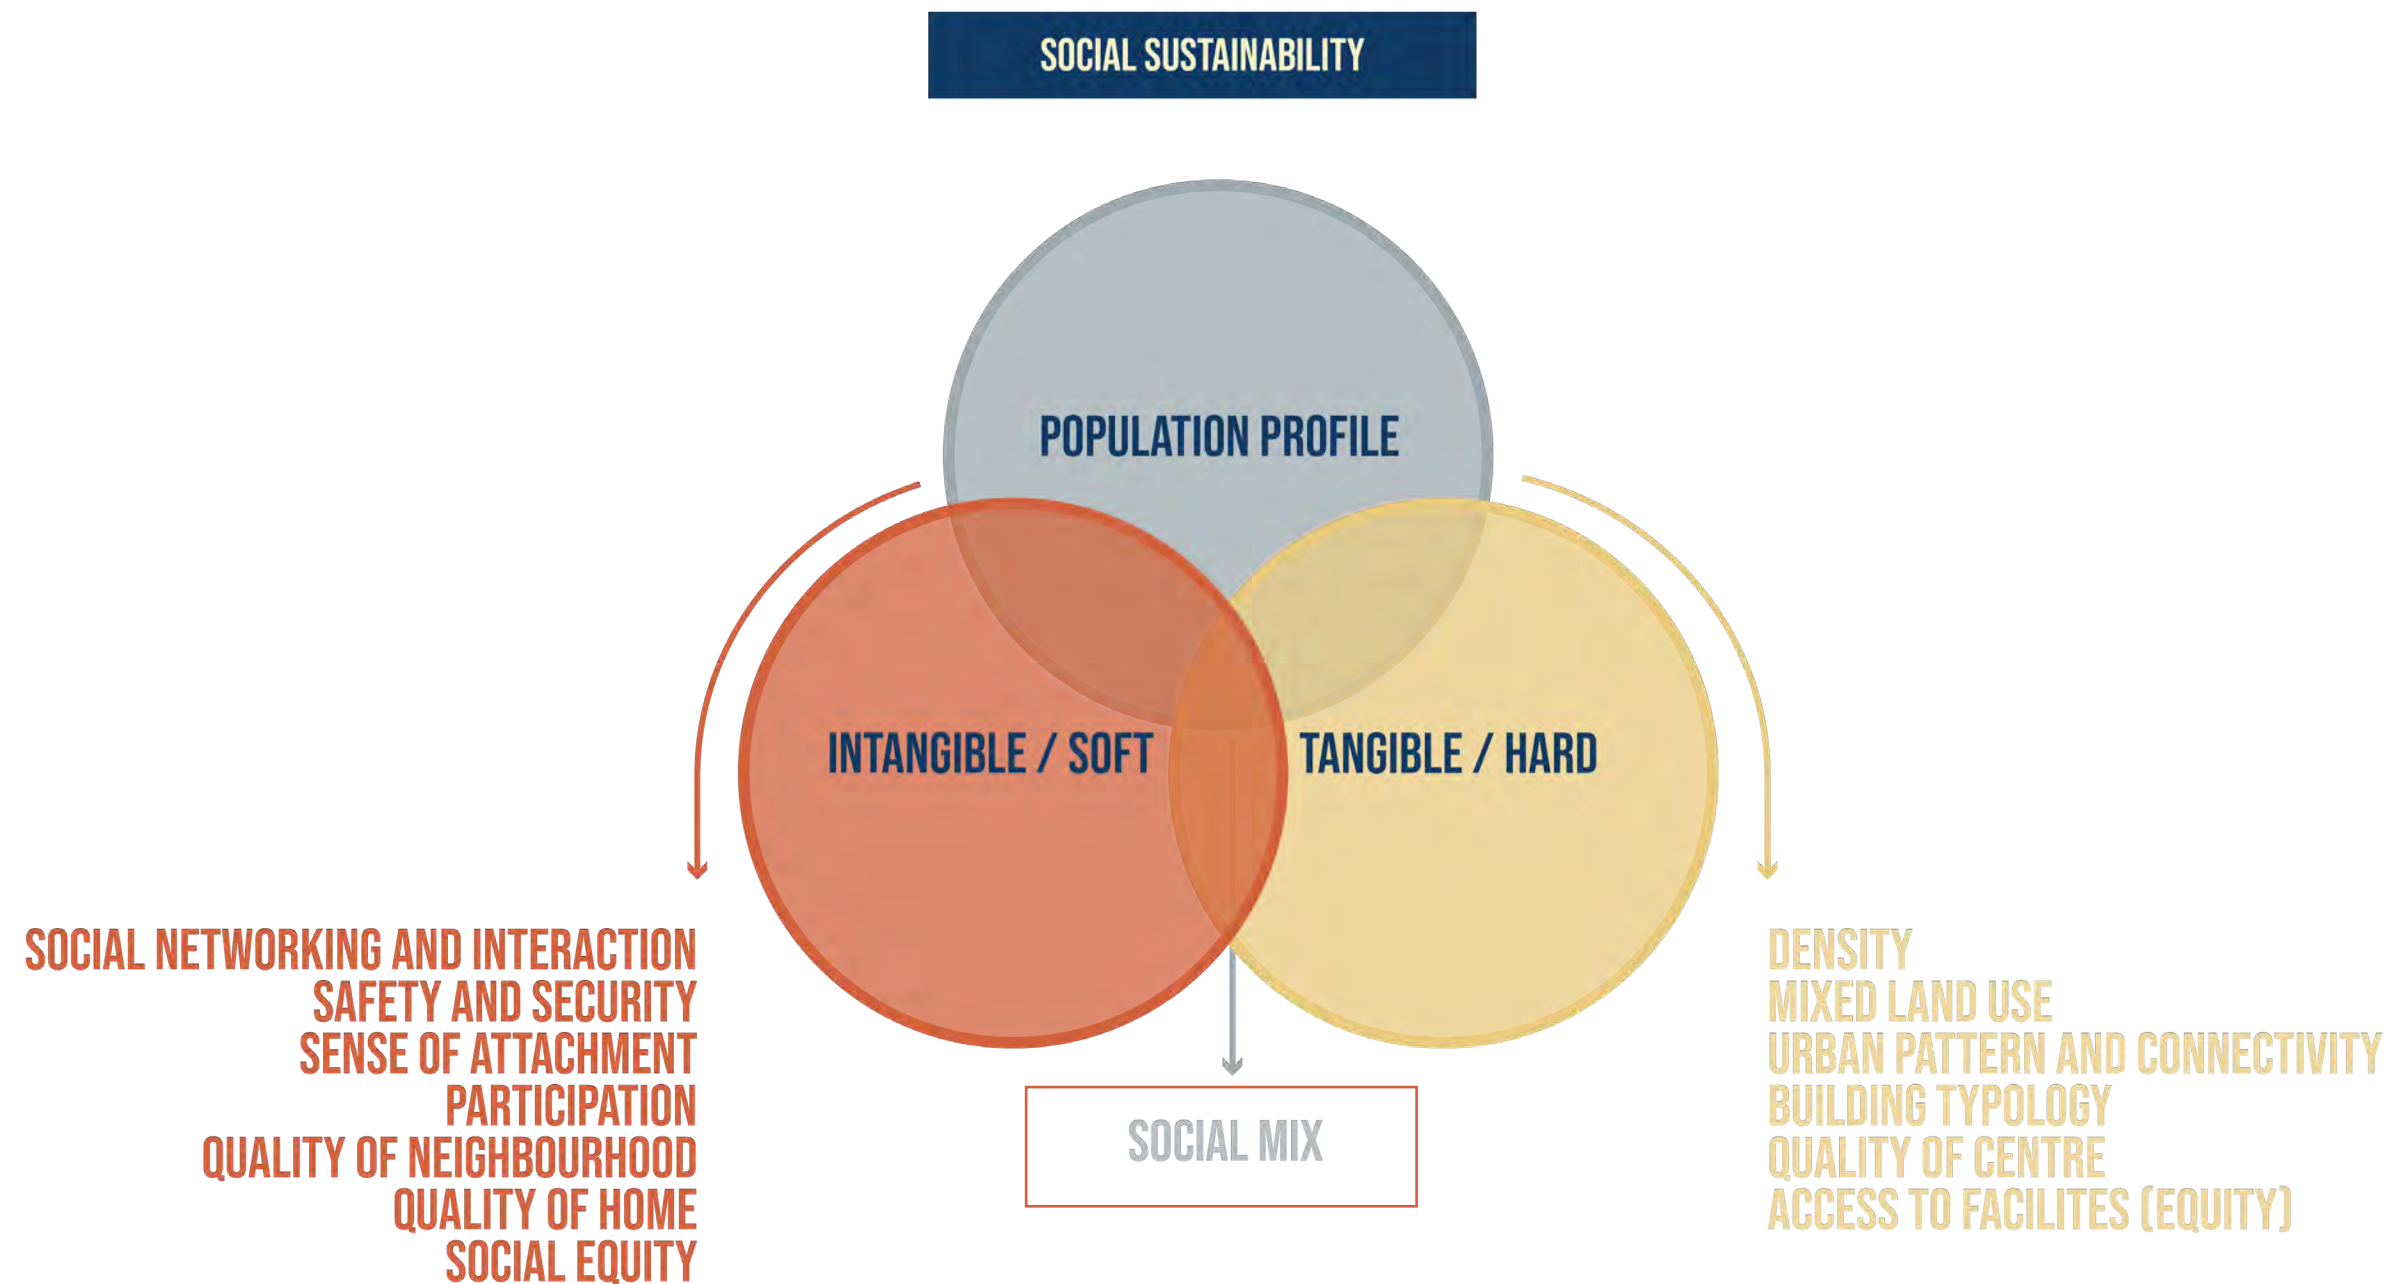 SOCIAL SUSTAINABILITY
POPULATION PROFILE
INTANGIBLE / SOFT
TANGIBLE / HARD
SOCIAL NETWORKING AND INTERACTION
SAFETY AND SECURITY
SENSE OF ATTACHMENT
PARTICIPATION
QUALITY OF NEIGHBOURHOOD
QUALITY OF HOME
SOCIAL EQUITY
SOCIAL MIX
DENSITY
MIXED LAND USE
URBAN PATTERN AND CONNECTIVITY
BUILDING TYPOLOGY
QUALITY OF CENTRE
ACCESS TO FACILITES (EQUITY)